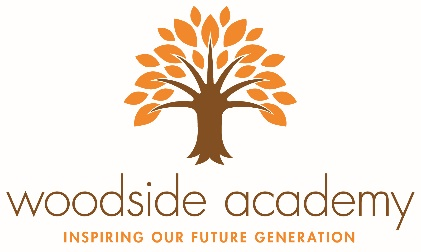 woodside academy
INSPIRING OUR FUTURE GENERATION